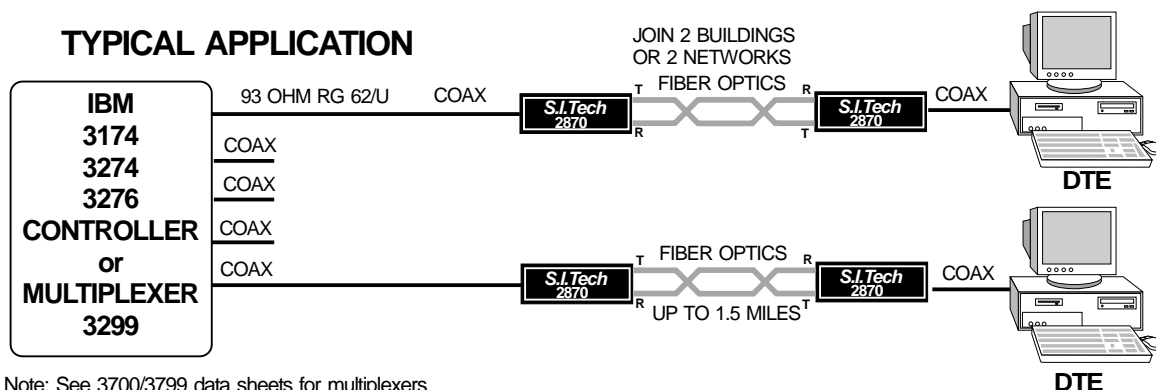 TYPICAL APPLICATION
JOIN 2 BUILDINGS
OR 2 NETWORKS
FIBER OPTICS
IBM
3174
3274
3276
CONTROLLER
or
MULTIPLEXER
3299
93 OHM RG 62/U COAX
COAX
COAX
COAX
COAX
T
R
S.I.Tech
2870
R
T
S.I.Tech
2870
COAX
DTE
FIBER OPTICS
UP TO 1.5 MILES
T
R
S.I.Tech
2870
R
T
S.I.Tech
2870
COAX
DTE
Note: See 3700/3799 data sheets for multiplexers